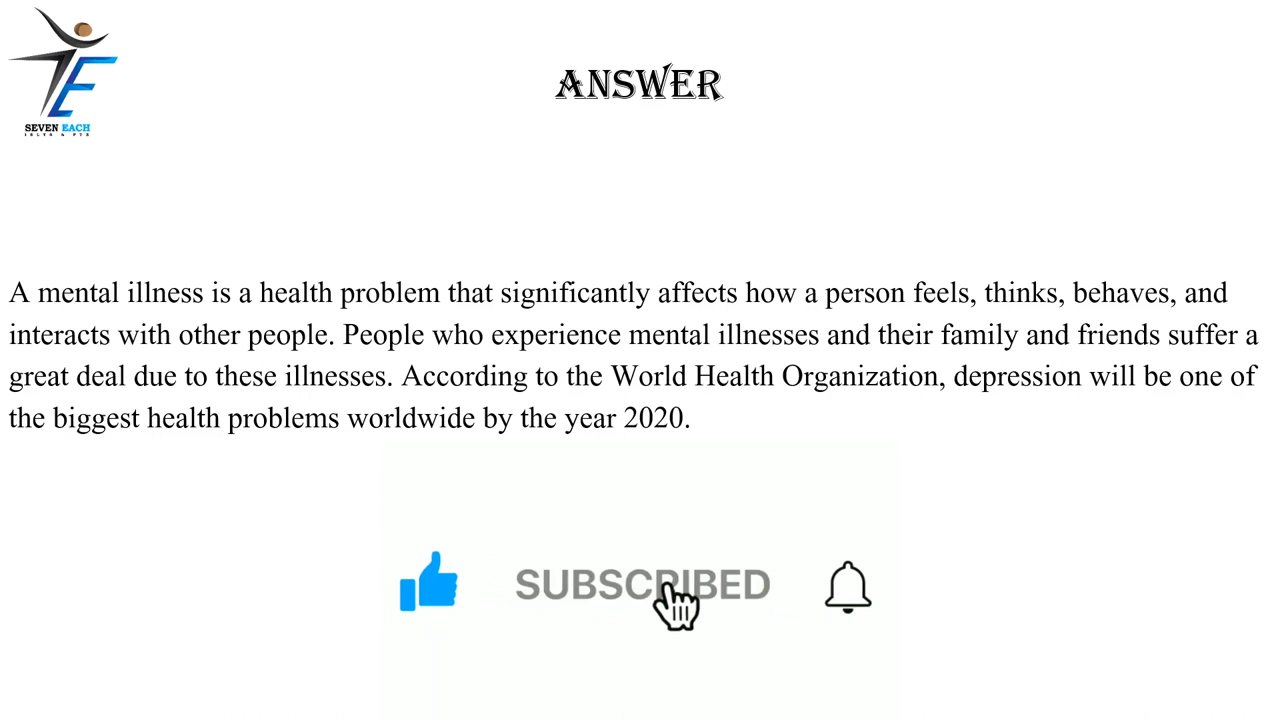 SEVEN EACH
IELTS & PTE
ANSWER
A mental illness is a health problem that significantly affects how a person feels, thinks, behaves, and
interacts with other people. People who experience mental illnesses and their family and friends suffer a
great deal due to these illnesses. According to the World Health Organization, depression will be one of
the biggest health problems worldwide by the year 2020.
SUBSCRIBED